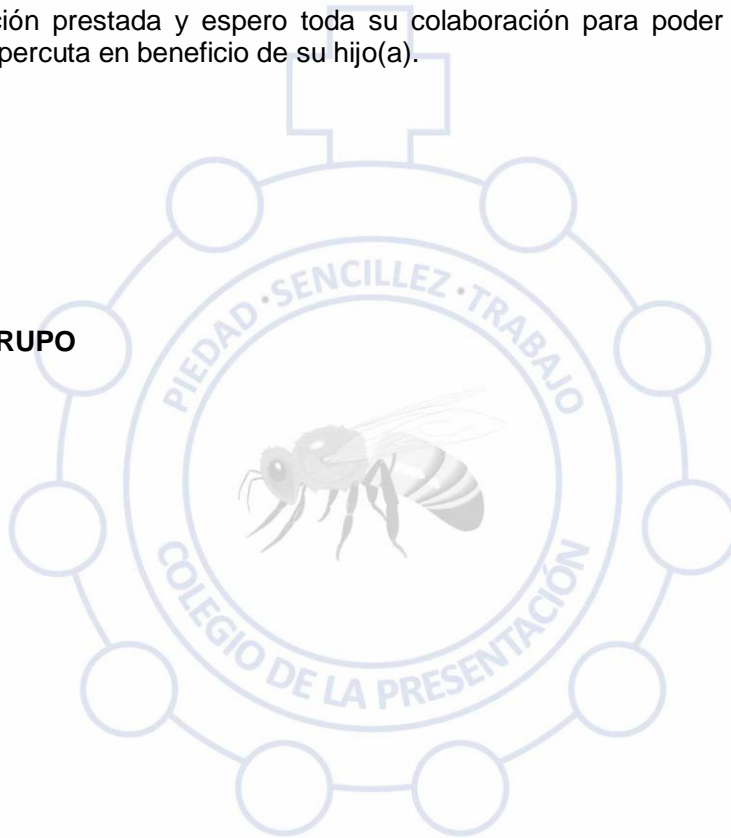 ción prestada y espero toda su colaboración para poder
percuta en beneficio de su hijo(a).
RUPO
PIEDAD · SENCILLEZ · TRABAJO
COLEGIO DE LA PRESENTACIÓN